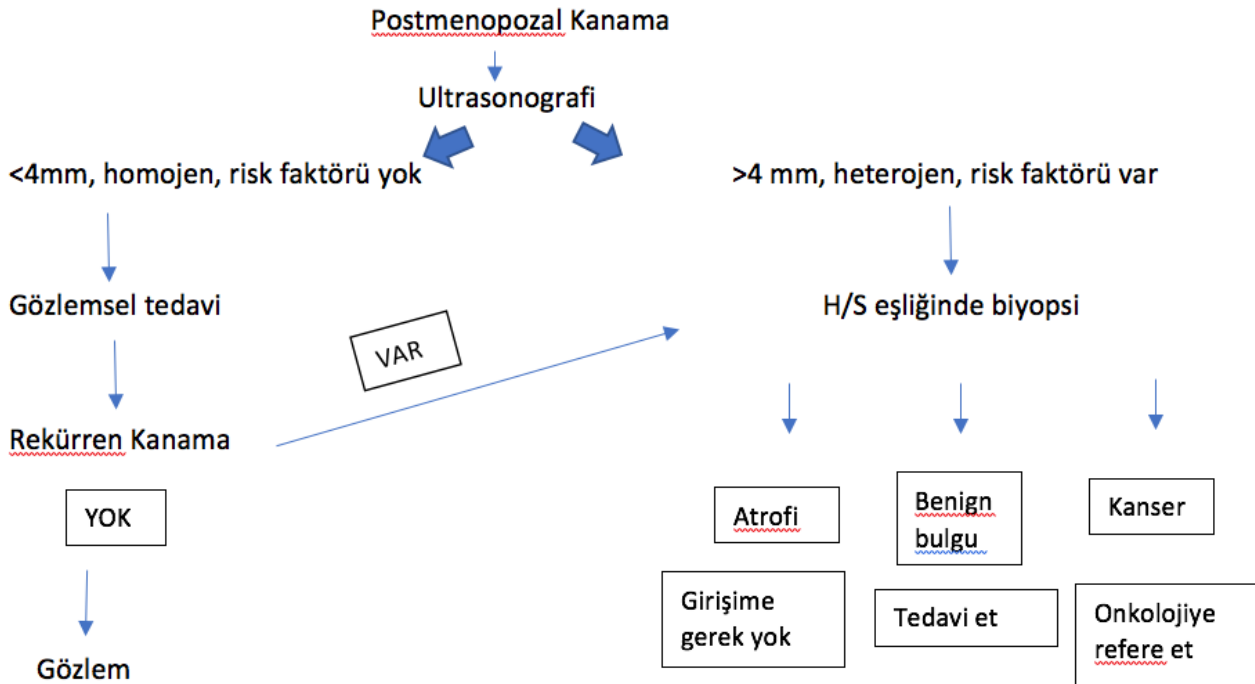 Postmenopozal Kanama
Ultrasonografi
<4mm, homojen, risk faktörü yok
>4 mm, heterojen, risk faktörü var
Gözlemsel tedavi
H/S eşliğinde biyopsi
VAR
Rekürren Kanama
YOK
Gözlem
Atrofi
Benign
bulgu
Kanser
Girişime
gerek yok
Tedavi et
Onkolojiye
refere et